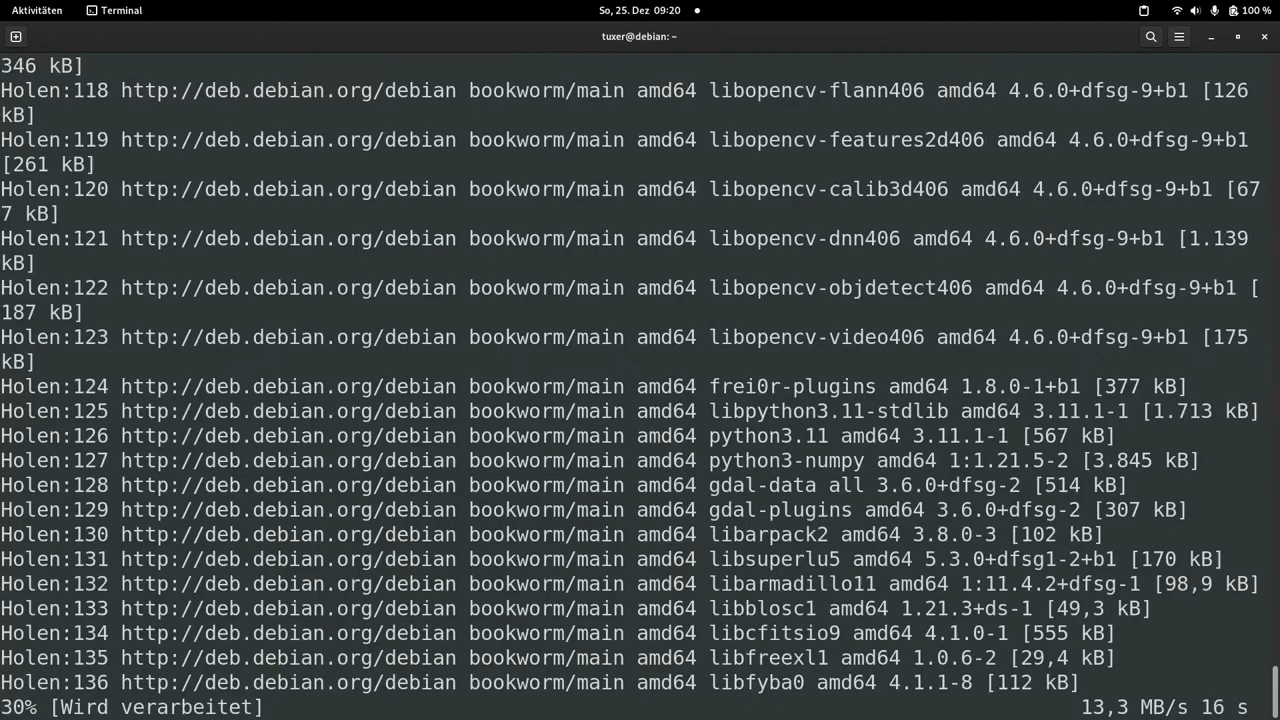 Aktivitäten Terminal So, 25. Dez 09:20 100 %
tuxer@debian: ~
346 kB]
Holen:118 http://deb.debian.org/debian bookworm/main amd64 libopencv-flann406 amd64 4.6.0+dfsg-9+b1 [126
kB]
Holen:119 http://deb.debian.org/debian bookworm/main amd64 libopencv-features2d406 amd64 4.6.0+dfsg-9+b1
[261 kB]
Holen:120 http://deb.debian.org/debian bookworm/main amd64 libopencv-calib3d406 amd64 4.6.0+dfsg-9+b1 [67
7 kB]
Holen:121 http://deb.debian.org/debian bookworm/main amd64 libopencv-dnn406 amd64 4.6.0+dfsg-9+b1 [1.139
kB]
Holen:122 http://deb.debian.org/debian bookworm/main amd64 libopencv-objdetect406 amd64 4.6.0+dfsg-9+b1 [
187 kB]
Holen:123 http://deb.debian.org/debian bookworm/main amd64 libopencv-video406 amd64 4.6.0+dfsg-9+b1 [175
kB]
Holen:124 http://deb.debian.org/debian bookworm/main amd64 frei0r-plugins amd64 1.8.0-1+b1 [377 kB]
Holen:125 http://deb.debian.org/debian bookworm/main amd64 libpython3.11-stdlib amd64 3.11.1-1 [1.713 kB]
Holen:126 http://deb.debian.org/debian bookworm/main amd64 python3.11 amd64 3.11.1-1 [567 kB]
Holen:127 http://deb.debian.org/debian bookworm/main amd64 python3-numpy amd64 1:1.21.5-2 [3.845 kB]
Holen:128 http://deb.debian.org/debian bookworm/main amd64 gdal-data all 3.6.0+dfsg-2 [514 kB]
Holen:129 http://deb.debian.org/debian bookworm/main amd64 gdal-plugins amd64 3.6.0+dfsg-2 [307 kB]
Holen:130 http://deb.debian.org/debian bookworm/main amd64 libarpack2 amd64 3.8.0-3 [102 kB]
Holen:131 http://deb.debian.org/debian bookworm/main amd64 libsuperlu5 amd64 5.3.0+dfsg1-2+b1 [170 kB]
Holen:132 http://deb.debian.org/debian bookworm/main amd64 libarmadillo11 amd64 1:11.4.2+dfsg-1 [98,9 kB]
Holen:133 http://deb.debian.org/debian bookworm/main amd64 libblosc1 amd64 1.21.3+ds-1 [49,3 kB]
Holen:134 http://deb.debian.org/debian bookworm/main amd64 libcfitsio9 amd64 4.1.0-1 [555 kB]
Holen:135 http://deb.debian.org/debian bookworm/main amd64 libfreexl1 amd64 1.0.6-2 [29,4 kB]
Holen:136 http://deb.debian.org/debian bookworm/main amd64 libfyba0 amd64 4.1.1-8 [112 kB]
30% [Wird verarbeitet] 13,3 MB/s 16 s